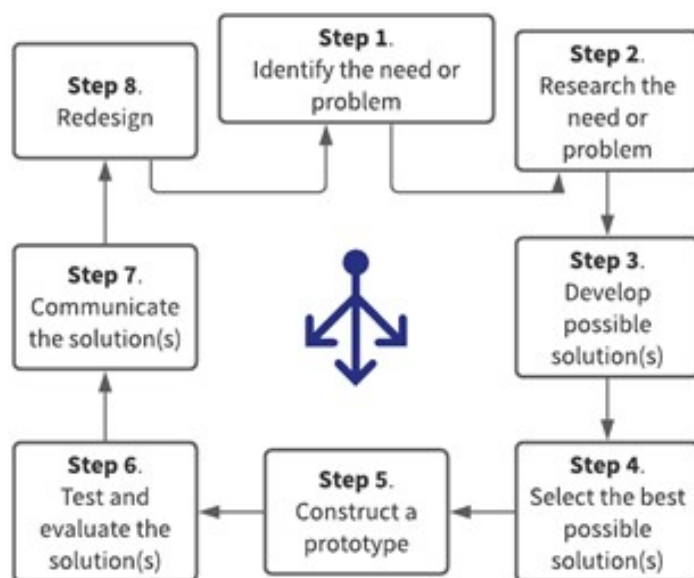 Step 1.
Identify the need or
problem
Step 2.
Research the
need or
problem
Step 3.
Develop
possible
solution(s)
Step 4.
Select the best
possible
solution(s)
Step 5.
Construct a
prototype
Step 6.
Test and
evaluate the
solution(s)
Step 7.
Communicate
the solution(s)
Step 8.
Redesign